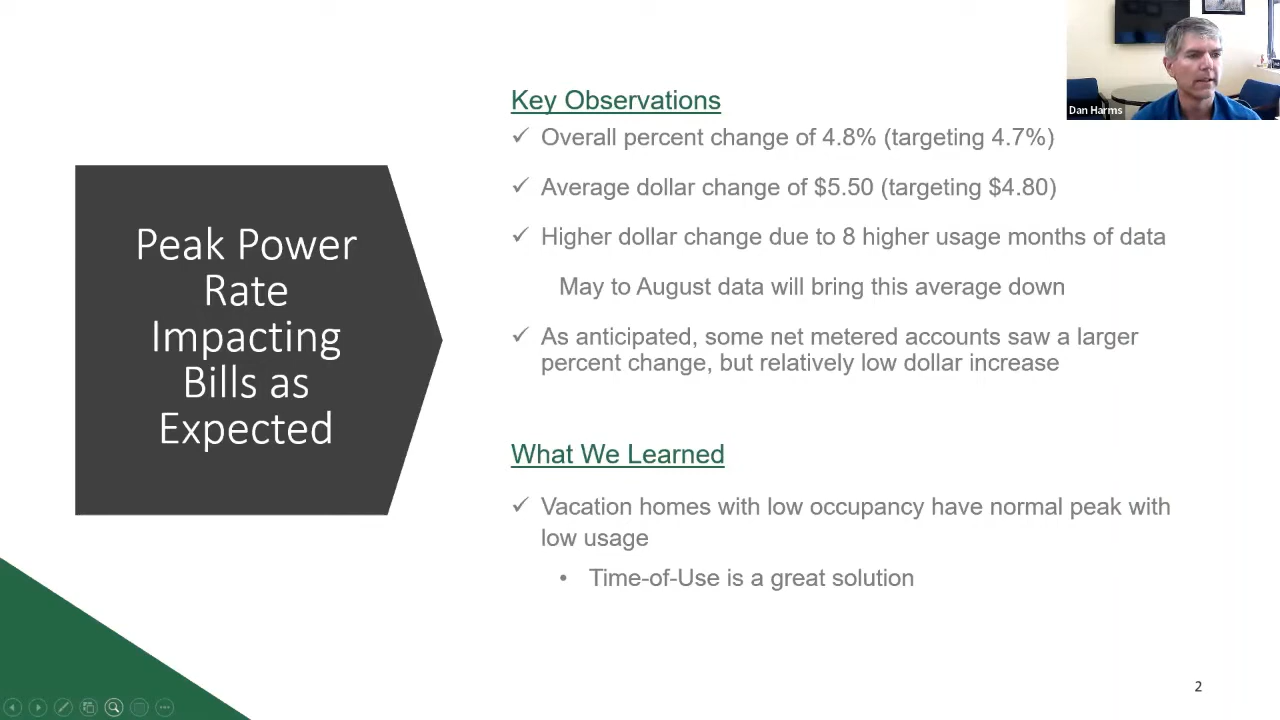 Dan Harms
Peak Power
Rate
Impacting
Bills as
Expected
Key Observations
✓ Overall percent change of 4.8% (targeting 4.7%)
✓ Average dollar change of $5.50 (targeting $4.80)
✓ Higher dollar change due to 8 higher usage months of data
May to August data will bring this average down
✓ As anticipated, some net metered accounts saw a larger
percent change, but relatively low dollar increase
What We Learned
✓ Vacation homes with low occupancy have normal peak with
low usage
• Time-of-Use is a great solution
2